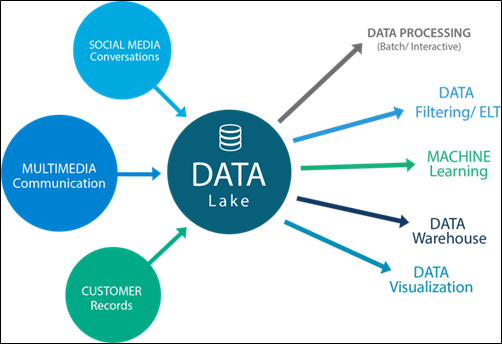 SOCIAL MEDIA
Conversations
MULTIMEDIA
Communication
CUSTOMER
Records
DATA
Lake
DATA PROCESSING
(Batch/ Interactive)
DATA
Filtering/ ELT
MACHINE
Learning
DATA
Warehouse
DATA
Visualization